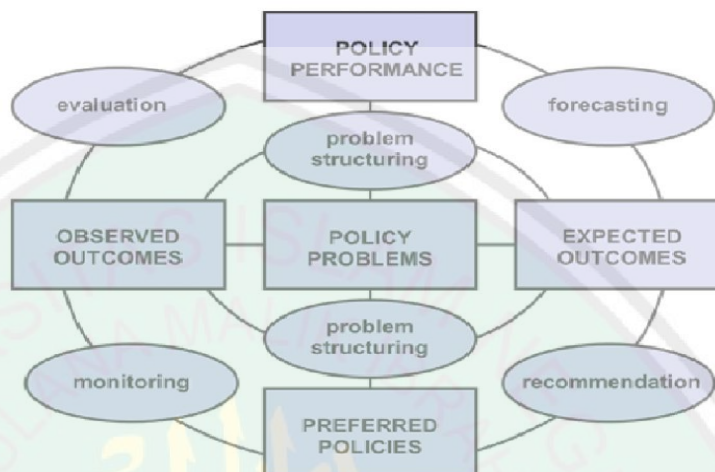 POLICY
PERFORMANCE
evaluation
forecasting
problem
structuring
OBSERVED
OUTCOMES
POLICY
PROBLEMS
EXPECTED
OUTCOMES
problem
structuring
monitoring
recommendation
PREFERRED
POLICIES